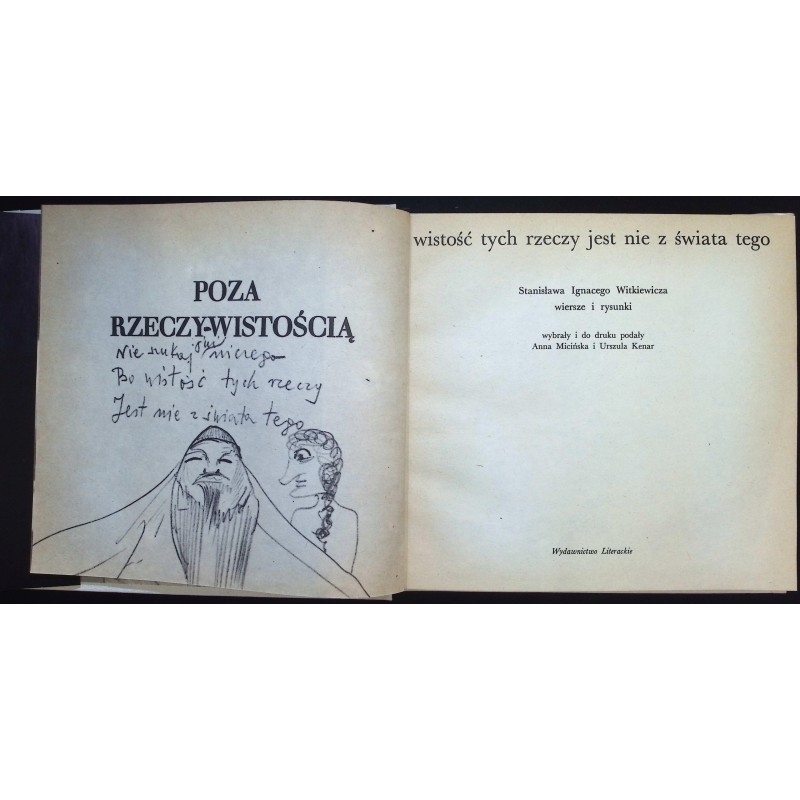 POZA
RZECZY-WISTOŚCIĄ
Nie szukaj już niczego
Bo wistość tych rzeczy
Jest nie z świata tego
wistość tych rzeczy jest nie z świata tego
Stanisława Ignacego Witkiewicza
wiersze i rysunki
wybrały i do druku podały
Anna Micińska i Urszula Kenar
Wydawnictwo Literackie